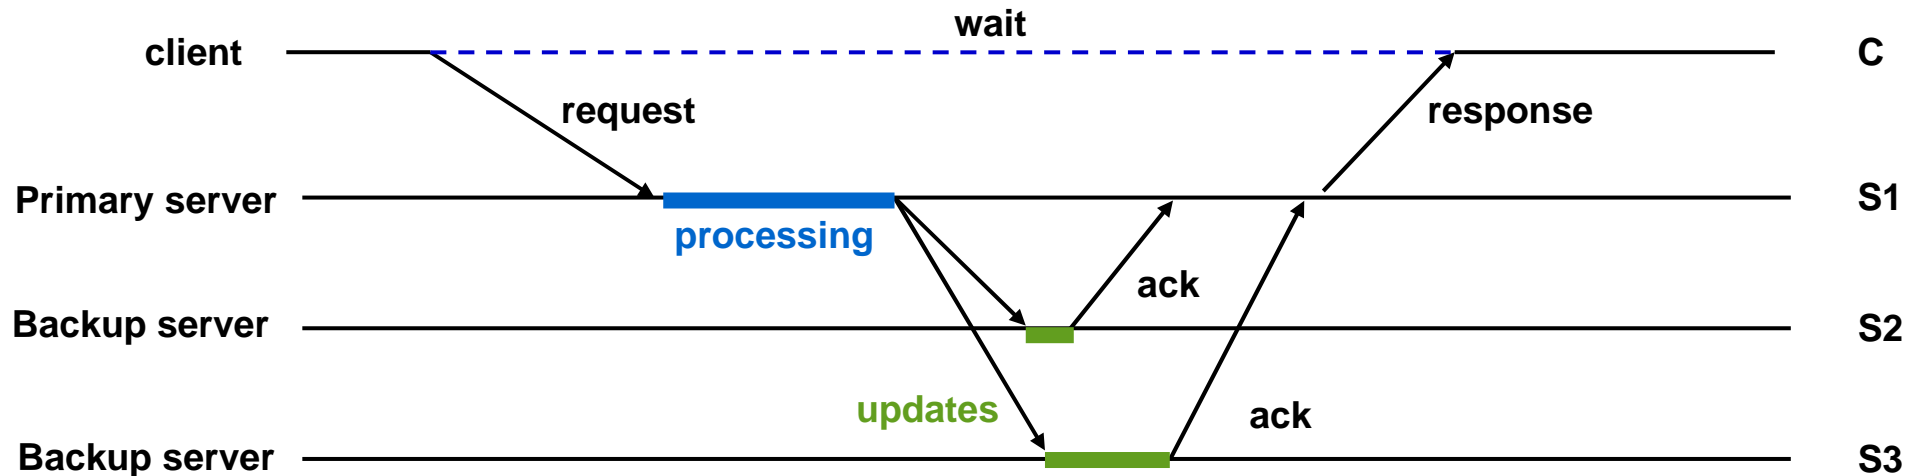 wait
client
C
request
response
Primary server
S1
processing
ack
Backup server
S2
updates
ack
Backup server
S3